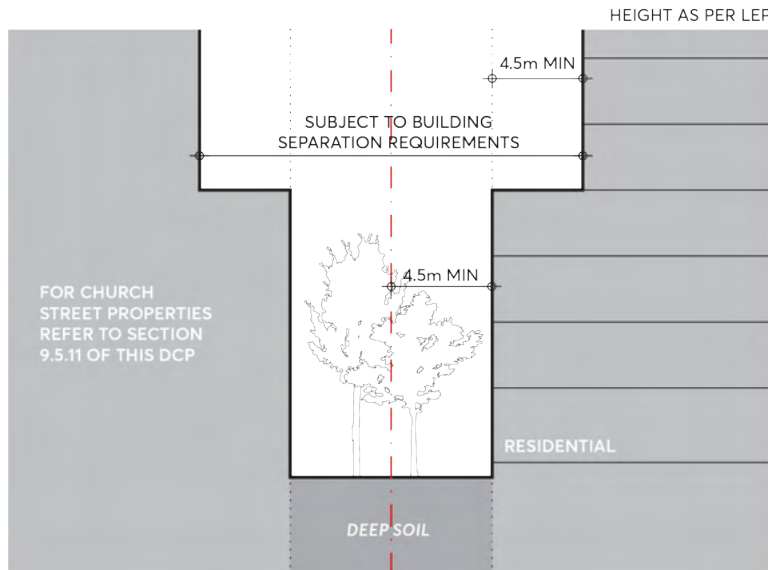 HEIGHT AS PER LEP
4.5m MIN
SUBJECT TO BUILDING
SEPARATION REQUIREMENTS
4.5m MIN
FOR CHURCH
STREET PROPERTIES
REFER TO SECTION
9.5.11 OF THIS DCP
RESIDENTIAL
DEEP SOIL